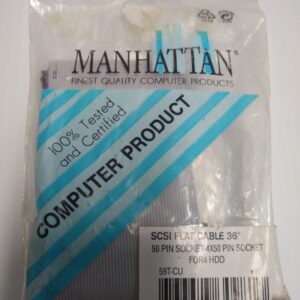 MANHATTAN®
FINEST QUALITY COMPUTER PRODUCTS
100% Tested
and Certified
COMPUTER PRODUCT
SCSI FLAT CABLE 36"
50 PIN SOCKET-4X50 PIN SOCKET
FOR4 HDD
59T-CU